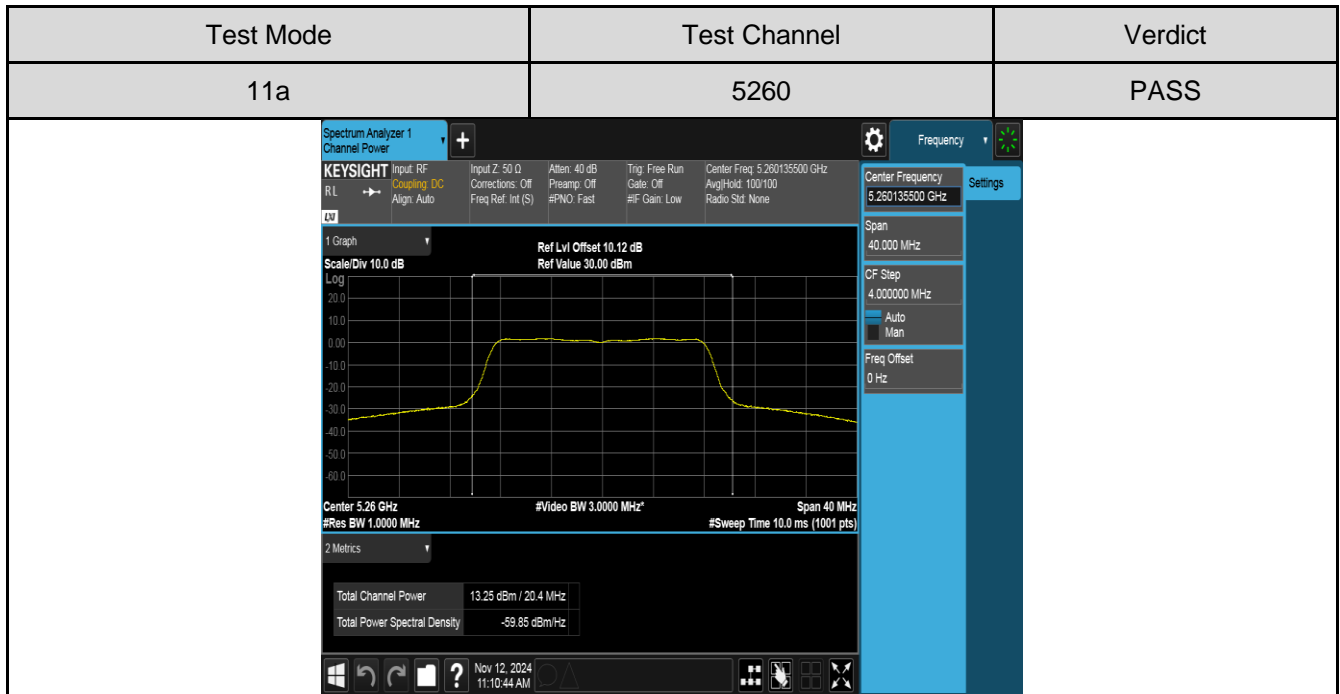 Test Mode Test Channel Verdict
11a 5260 PASS
Spectrum Analyzer 1
Channel Power
Frequency
KEYSIGHT
RL
LXI
Input: RF
Coupling: DC
Align: Auto
Input Z: 50 Ω
Corrections: Off
Freq Ref: Int (S)
Atten: 40 dB
Preamp: Off
#PNO: Fast
Trig: Free Run
Gate: Off
#IF Gain: Low
Center Freq: 5.260135500 GHz
Avg|Hold: 100/100
Radio Std: None
Center Frequency
5.260135500 GHz
Settings
Span
40.000 MHz
CF Step
4.000000 MHz
Auto
Man
Freq Offset
0 Hz
1 Graph
Ref Lvl Offset 10.12 dB
Scale/Div 10.0 dB
Ref Value 30.00 dBm
Log
20.0
10.0
0.00
-10.0
-20.0
-30.0
-40.0
-50.0
-60.0
Center 5.26 GHz #Video BW 3.0000 MHz* Span 40 MHz
#Res BW 1.0000 MHz #Sweep Time 10.0 ms (1001 pts)
2 Metrics
Total Channel Power 13.25 dBm / 20.4 MHz
Total Power Spectral Density -59.85 dBm/Hz
?
Nov 12, 2024
11:10:44 AM